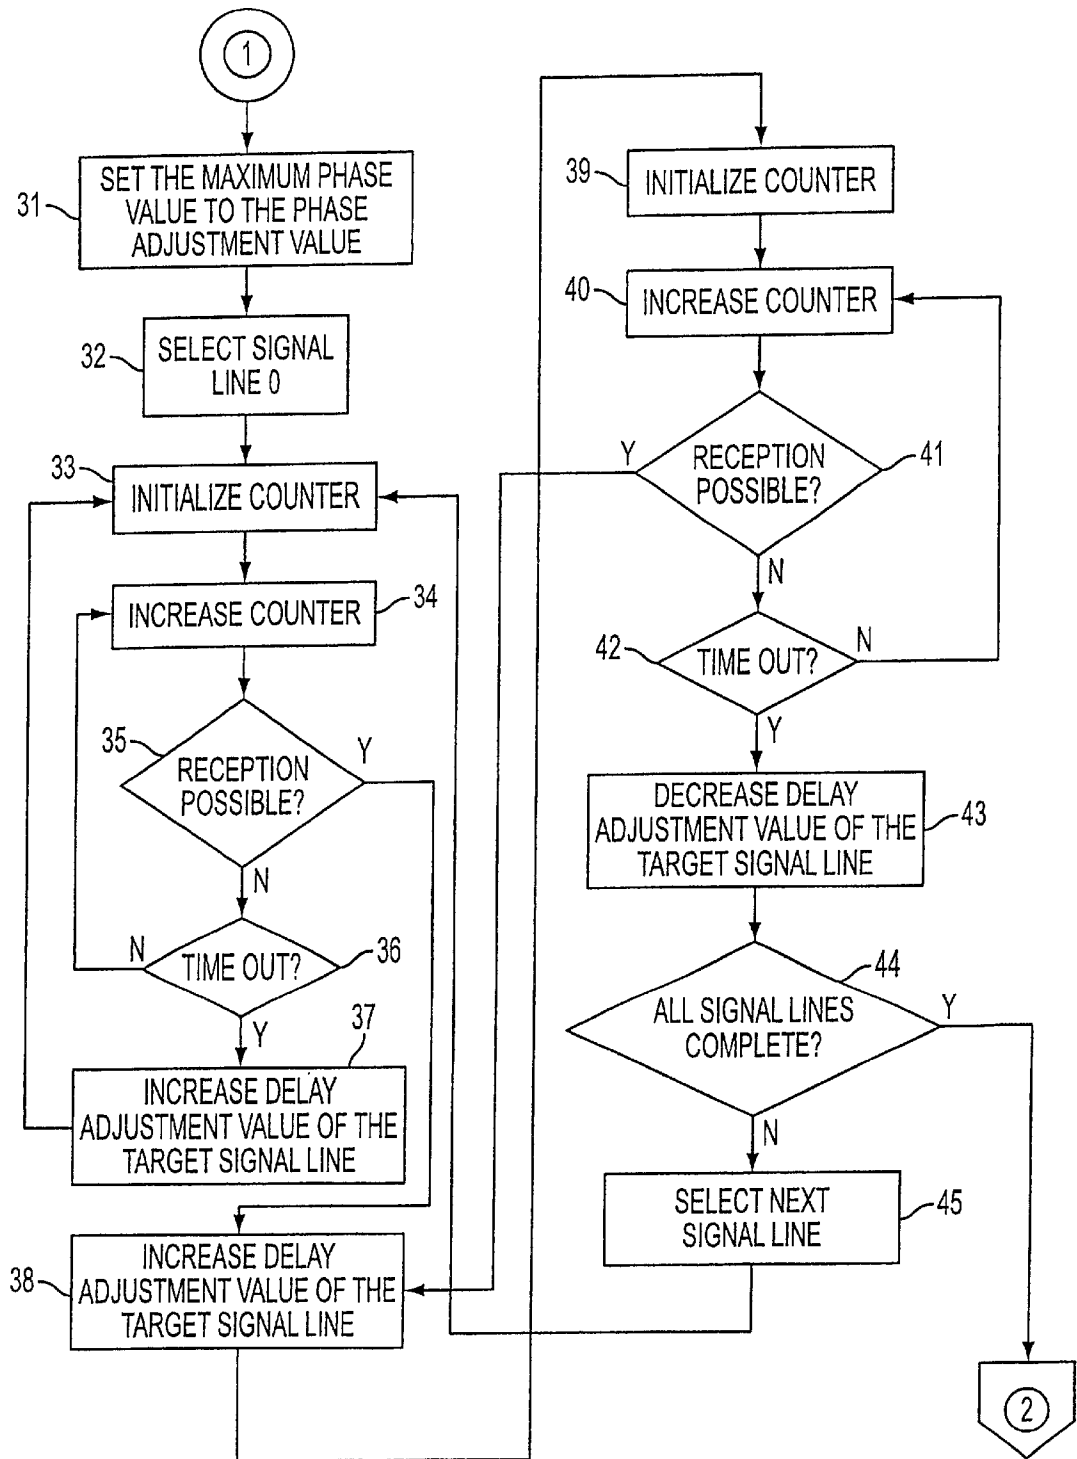 1
31
SET THE MAXIMUM PHASE
VALUE TO THE PHASE
ADJUSTMENT VALUE
32
SELECT SIGNAL
LINE 0
33
INITIALIZE COUNTER
34
INCREASE COUNTER
35
RECEPTION
POSSIBLE?
Y
N
36
TIME OUT?
N
Y
37
INCREASE DELAY
ADJUSTMENT VALUE OF THE
TARGET SIGNAL LINE
38
INCREASE DELAY
ADJUSTMENT VALUE OF THE
TARGET SIGNAL LINE
39
INITIALIZE COUNTER
40
INCREASE COUNTER
41
RECEPTION
POSSIBLE?
Y
N
42
TIME OUT?
N
Y
43
DECREASE DELAY
ADJUSTMENT VALUE OF THE
TARGET SIGNAL LINE
44
ALL SIGNAL LINES
COMPLETE?
Y
N
45
SELECT NEXT
SIGNAL LINE
2